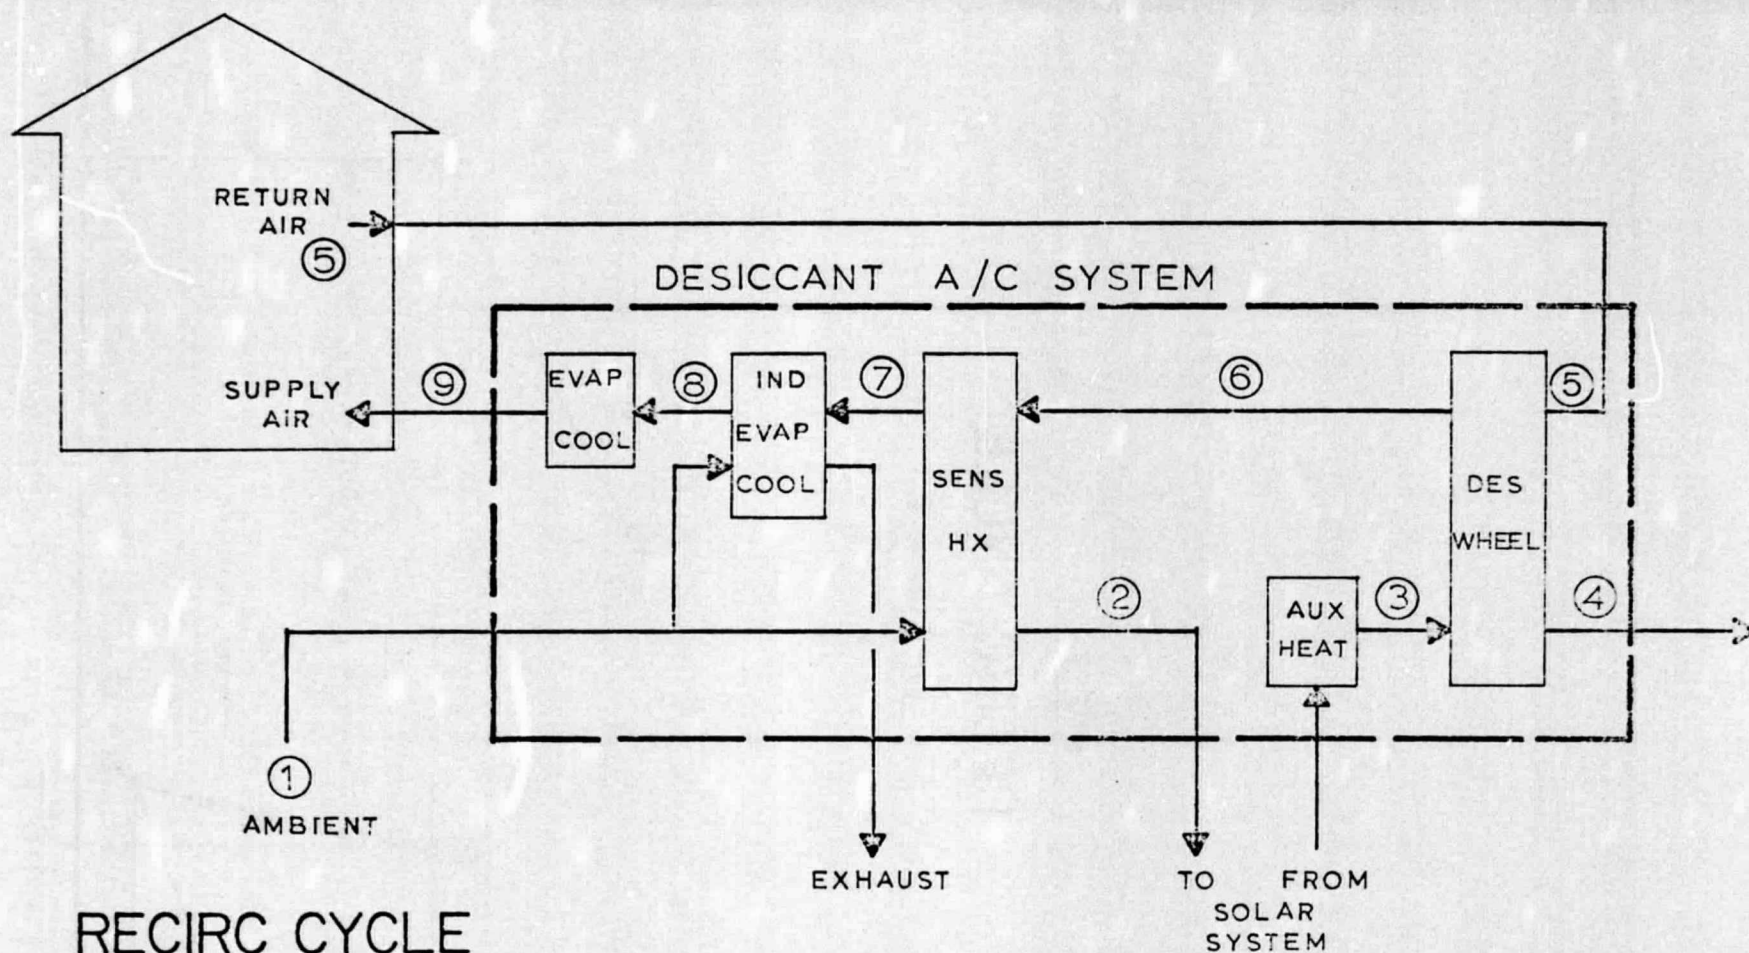 RETURN
AIR
⑤
DESICCANT A/C SYSTEM
SUPPLY
AIR
⑨
EVAP
COOL
⑧
IND
EVAP
COOL
⑦
SENS
HX
⑥
DES
WHEEL
⑤
②
AUX
HEAT
③
④
①
AMBIENT
EXHAUST
TO FROM
SOLAR
SYSTEM
RECIRC CYCLE